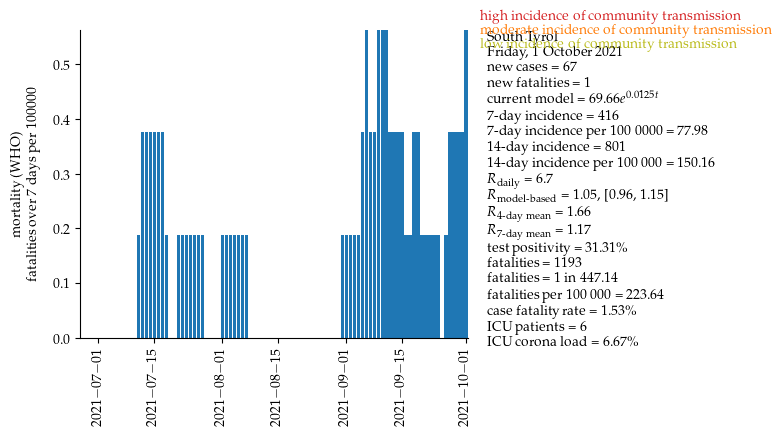 high incidence of community transmission
moderate incidence of community transmission
low incidence of community transmission
South Tyrol
Friday, 1 October 2021
new cases = 67
new fatalities = 1
current model = 69.66e^0.0125t
7-day incidence = 416
7-day incidence per 100 0000 = 77.98
14-day incidence = 801
14-day incidence per 100 000 = 150.16
R_daily = 6.7
R_model-based = 1.05, [0.96, 1.15]
R_4-day mean = 1.66
R_7-day mean = 1.17
test positivity = 31.31%
fatalities = 1193
fatalities = 1 in 447.14
fatalities per 100 000 = 223.64
case fatality rate = 1.53%
ICU patients = 6
ICU corona load = 6.67%
mortality (WHO)
fatalities over 7 days per 100000
0.5
0.4
0.3
0.2
0.1
0.0
2021−07−01
2021−07−15
2021−08−01
2021−08−15
2021−09−01
2021−09−15
2021−10−01